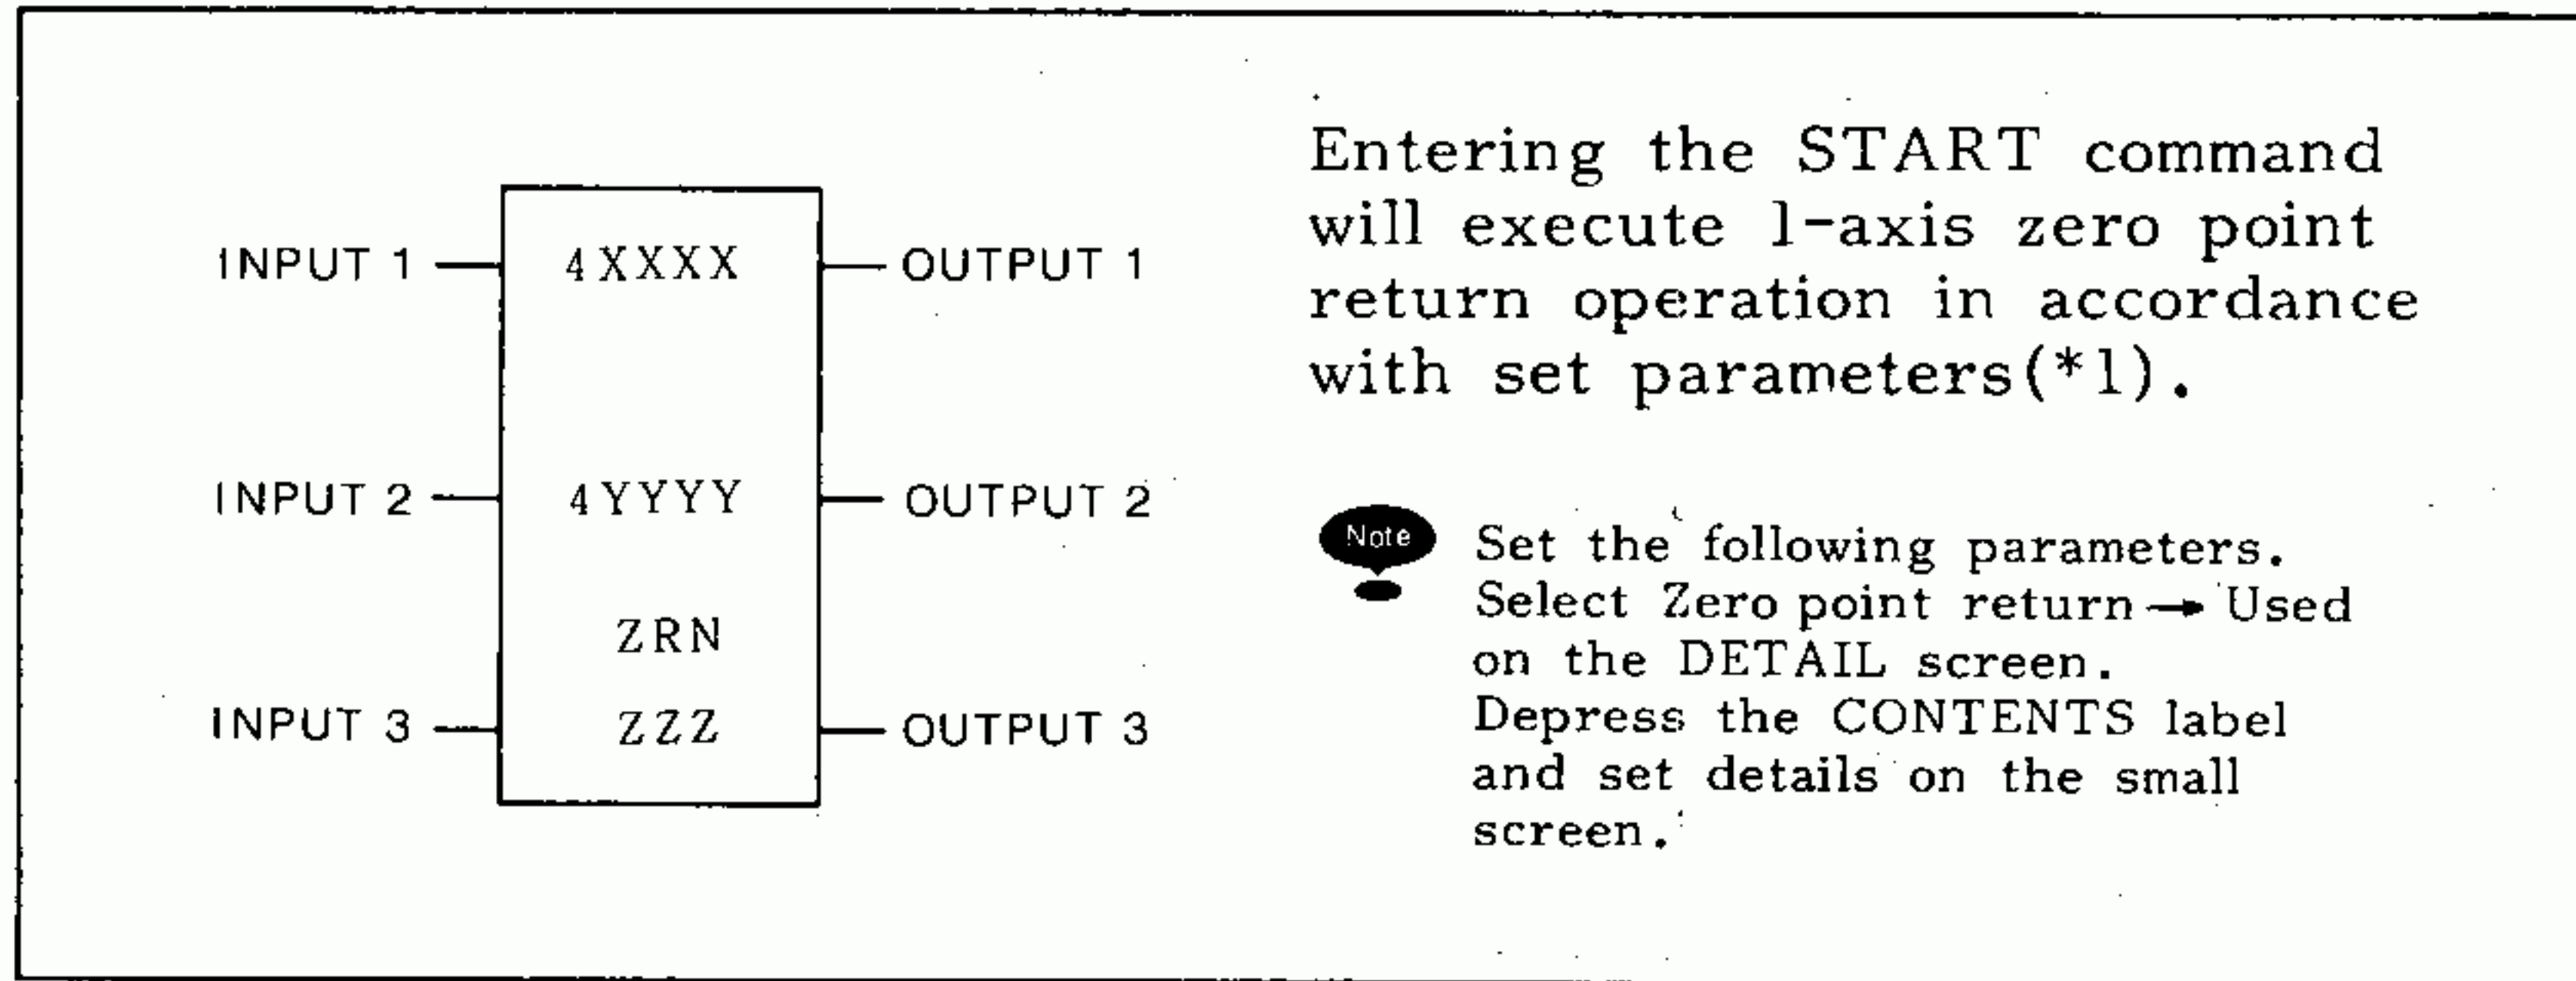 INPUT 1 4XXXX OUTPUT 1
INPUT 2 4YYYY OUTPUT 2
ZRN
INPUT 3 ZZZ OUTPUT 3
Entering the START command
will execute 1-axis zero point
return operation in accordance
with set parameters(*1).
Note
Set the following parameters.
Select Zero point return → Used
on the DETAIL screen.
Depress the CONTENTS label
and set details on the small
screen.